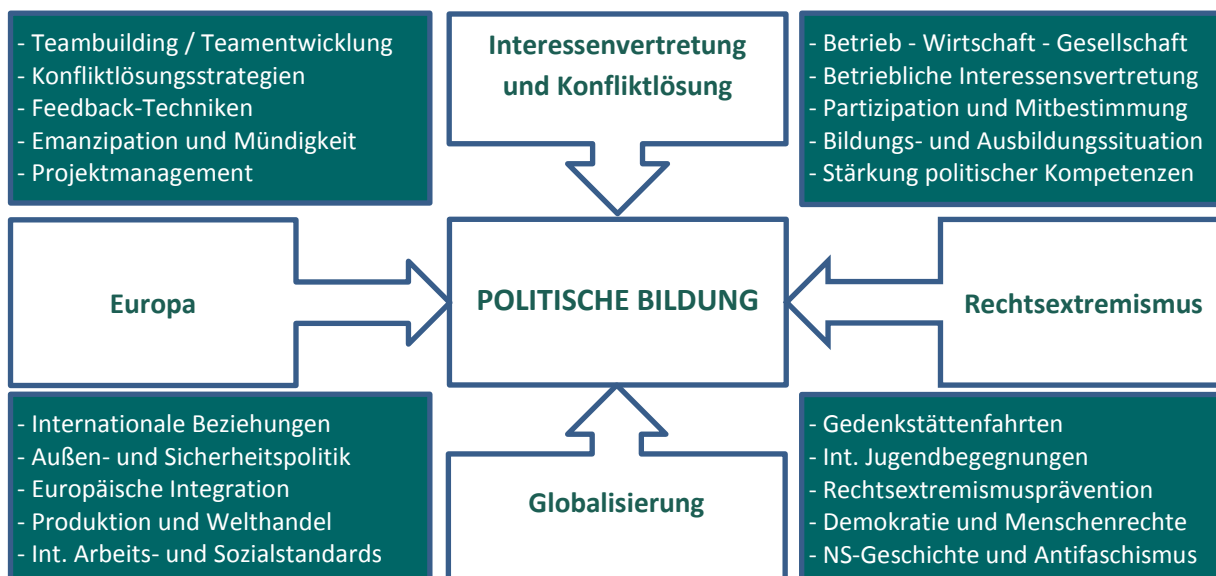 - Teambuilding / Teamentwicklung
- Konfliktlösungsstrategien
- Feedback-Techniken
- Emanzipation und Mündigkeit
- Projektmanagement
Interessenvertretung
und Konfliktlösung
- Betrieb - Wirtschaft - Gesellschaft
- Betriebliche Interessensvertretung
- Partizipation und Mitbestimmung
- Bildungs- und Ausbildungssituation
- Stärkung politischer Kompetenzen
Europa
POLITISCHE BILDUNG
Rechtsextremismus
- Internationale Beziehungen
- Außen- und Sicherheitspolitik
- Europäische Integration
- Produktion und Welthandel
- Int. Arbeits- und Sozialstandards
Globalisierung
- Gedenkstättenfahrten
- Int. Jugendbegegnungen
- Rechtsextremismusprävention
- Demokratie und Menschenrechte
- NS-Geschichte und Antifaschismus